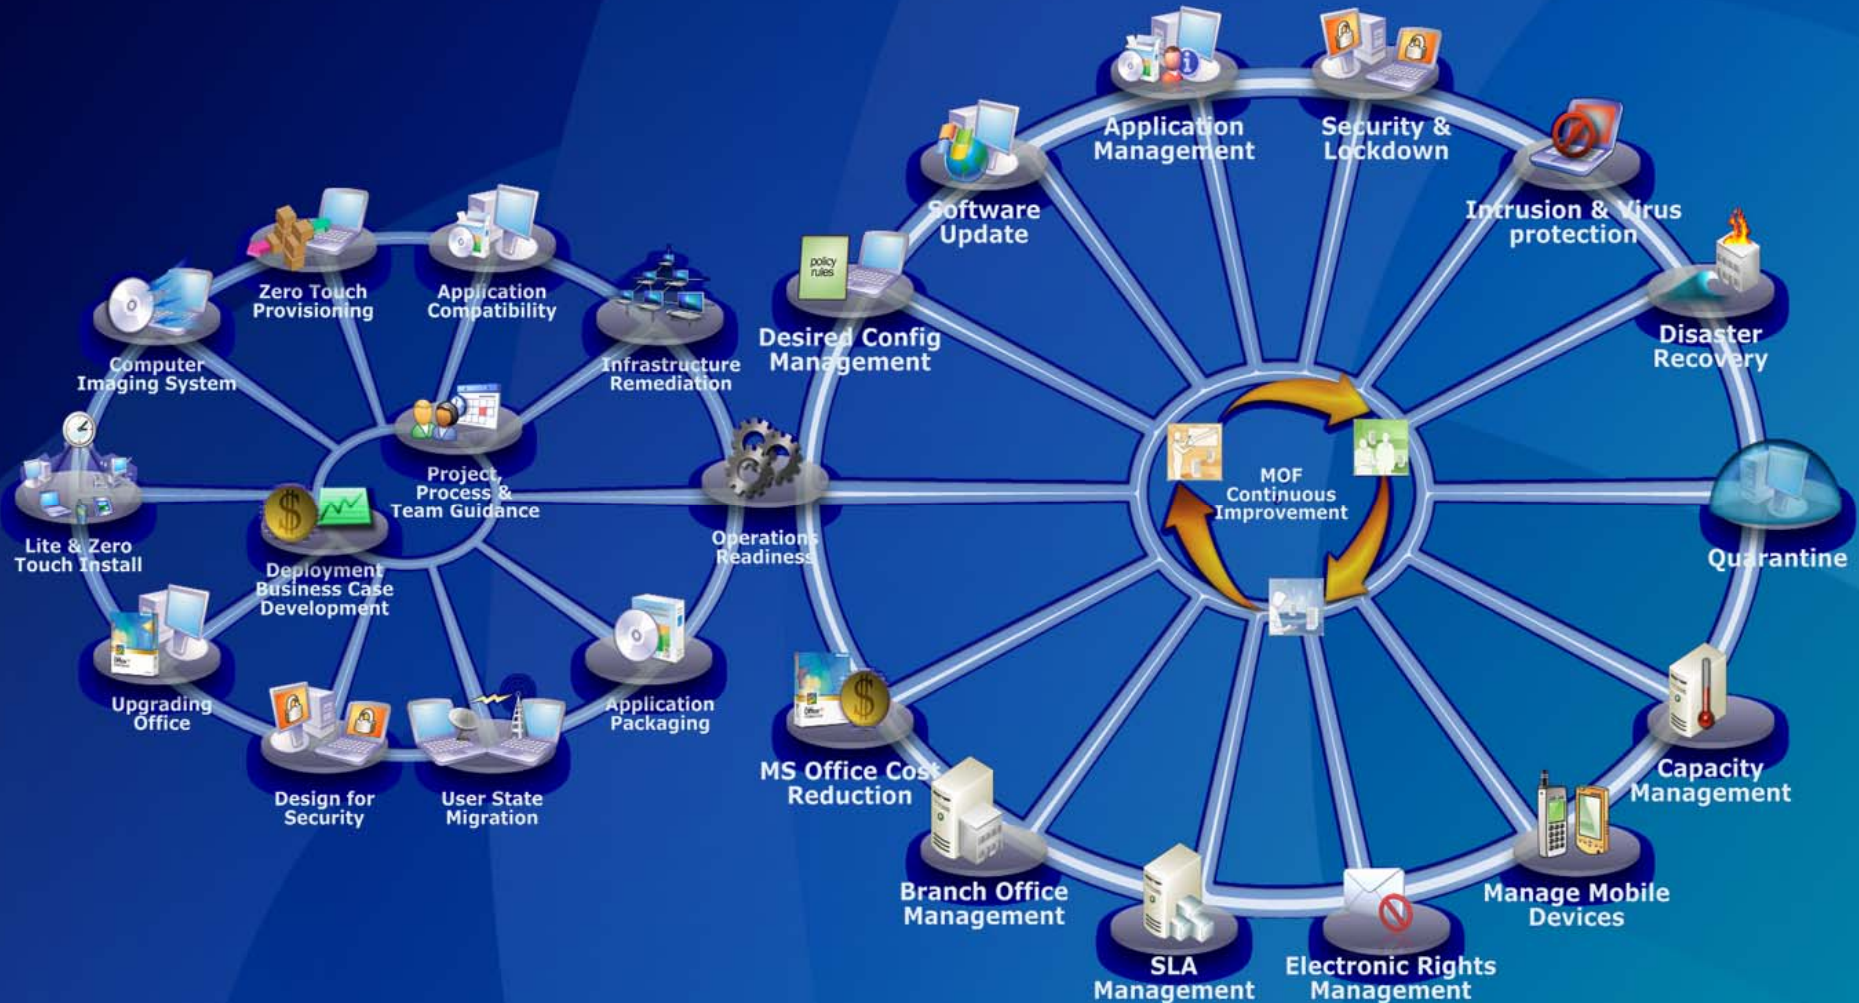 Application
Management
Security &
Lockdown
Software
Update
Intrusion & Virus
protection
policy
rules
Desired Config
Management
Disaster
Recovery
Zero Touch
Provisioning
Application
Compatibility
Computer
Imaging System
Infrastructure
Remediation
Project,
Process &
Team Guidance
MOF
Continuous
Improvement
Lite & Zero
Touch Install
Deployment
Business Case
Development
Operations
Readiness
Quarantine
Office
Upgrading
Office
Application
Packaging
Design for
Security
User State
Migration
Office
MS Office Cost
Reduction
Capacity
Management
Branch Office
Management
Manage Mobile
Devices
SLA
Management
Electronic Rights
Management